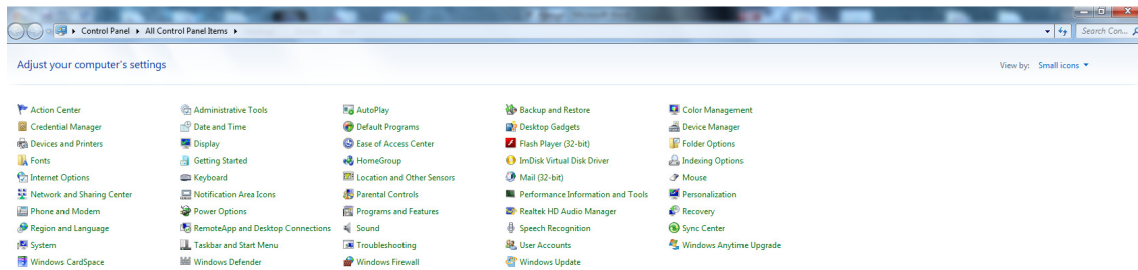 Control Panel ▸ All Control Panel Items ▸ Search Con...
Adjust your computer's settings View by: Small icons
Action Center Administrative Tools AutoPlay Backup and Restore Color Management
Credential Manager Date and Time Default Programs Desktop Gadgets Device Manager
Devices and Printers Display Ease of Access Center Flash Player (32-bit) Folder Options
Fonts Getting Started HomeGroup ImDisk Virtual Disk Driver Indexing Options
Internet Options Keyboard Location and Other Sensors Mail (32-bit) Mouse
Network and Sharing Center Notification Area Icons Parental Controls Performance Information and Tools Personalization
Phone and Modem Power Options Programs and Features Realtek HD Audio Manager Recovery
Region and Language RemoteApp and Desktop Connections Sound Speech Recognition Sync Center
System Taskbar and Start Menu Troubleshooting User Accounts Windows Anytime Upgrade
Windows CardSpace Windows Defender Windows Firewall Windows Update